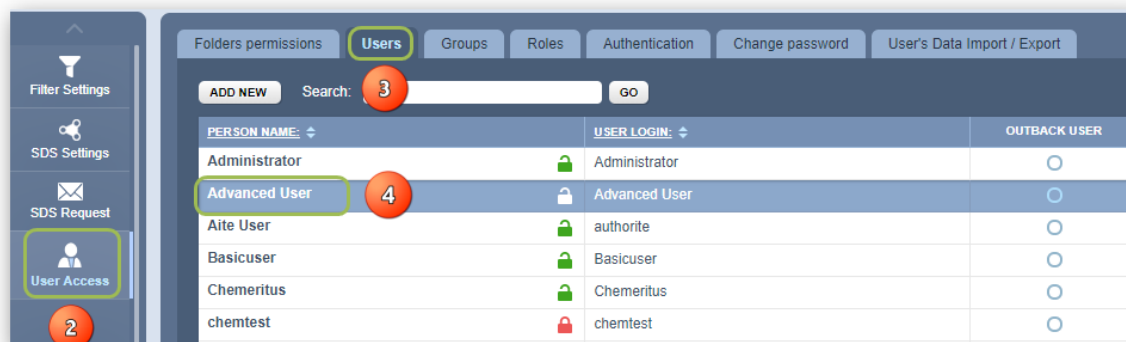 Folders permissions Users Groups Roles Authentication Change password User's Data Import / Export
Filter Settings
SDS Settings
SDS Request
User Access
2
3
ADD NEW Search: GO
PERSON NAME: USER LOGIN: OUTBACK USER
Administrator Administrator
Advanced User 4 Advanced User
Aite User authorite
Basicuser Basicuser
Chemeritus Chemeritus
chemtest chemtest